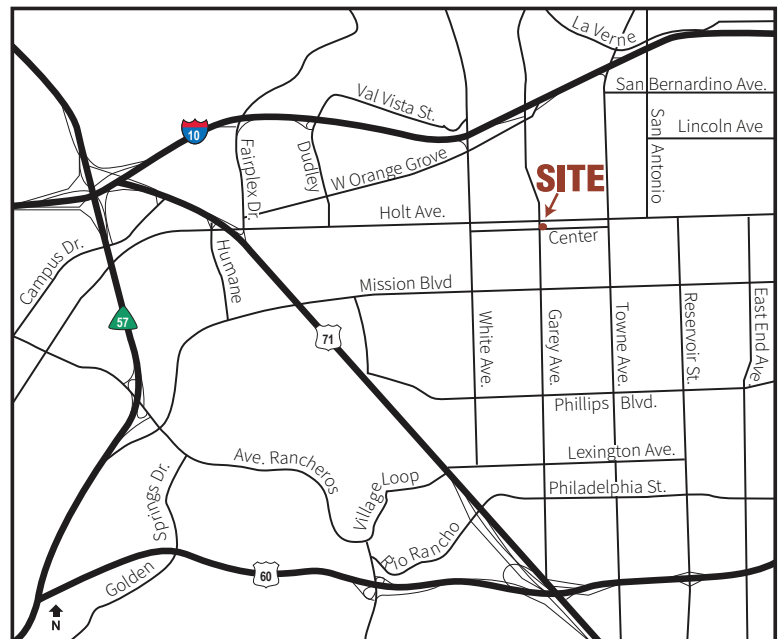 La Verne
San Bernardino Ave.
Val Vista St.
Lincoln Ave
10
San Antonio
Fairplex Dr.
Dudley
W Orange Grove
SITE
Holt Ave.
Center
Campus Dr.
Humane
Mission Blvd
57
71
White Ave.
Garey Ave.
Towne Ave.
Reservoir St.
East End Ave.
Phillips Blvd.
Lexington Ave.
Ave. Rancheros
Village Loop
Philadelphia St.
Springs Dr.
Rio Rancho
Golden
60
N